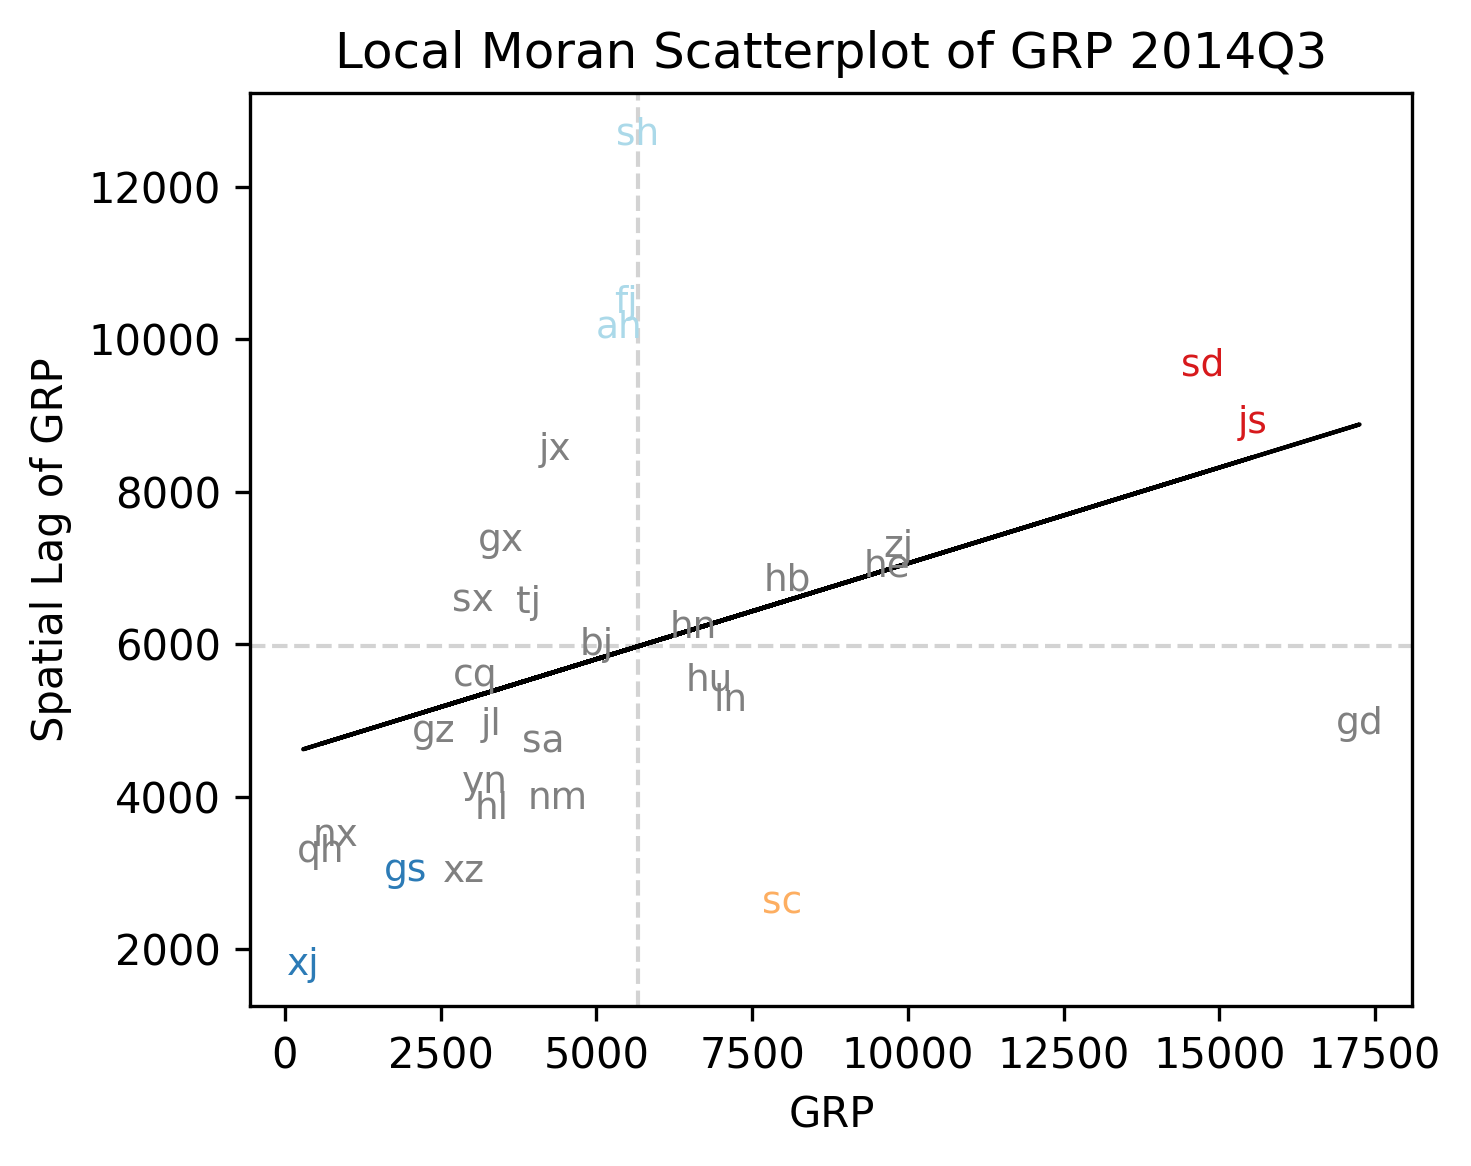 Local Moran Scatterplot of GRP 2014Q3
Spatial Lag of GRP
12000
10000
8000
6000
4000
2000
sh
fj
ah
sd
js
jx
gx
zj
he
hb
sx
tj
hn
bj
cq
hu
ln
gz
jl
sa
gd
yn
hl
nm
nx
qh
gs
xz
sc
xj
0
2500
5000
7500
10000
12500
15000
17500
GRP